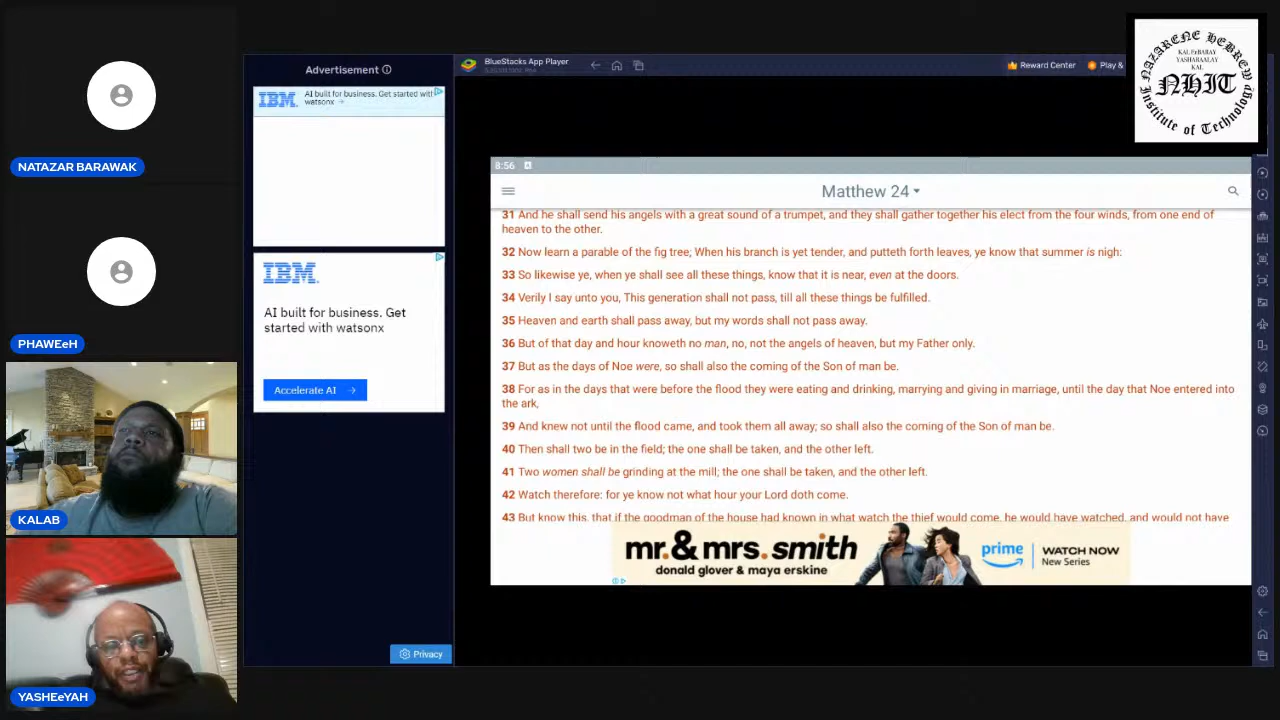 NATAZAR BARAWAK
PHAWEeH
KALAB
YASHEeYAH
Advertisement
IBM. AI built for business. Get started with
watsonx →
IBM.
AI built for business. Get
started with watsonx
Accelerate AI →
Privacy
BlueStacks App Player
Reward Center
Play &
NAZARENE HEBREW
KAL EeBARAY
YASHARAALAY
KAL
NHIT
Institute of Technology
8:56
Matthew 24
31 And he shall send his angels with a great sound of a trumpet, and they shall gather together his elect from the four winds, from one end of
heaven to the other.
32 Now learn a parable of the fig tree; When his branch is yet tender, and putteth forth leaves, ye know that summer is nigh:
33 So likewise ye, when ye shall see all these things, know that it is near, even at the doors.
34 Verily I say unto you, This generation shall not pass, till all these things be fulfilled.
35 Heaven and earth shall pass away, but my words shall not pass away.
36 But of that day and hour knoweth no man, no, not the angels of heaven, but my Father only.
37 But as the days of Noe were, so shall also the coming of the Son of man be.
38 For as in the days that were before the flood they were eating and drinking, marrying and giving in marriage, until the day that Noe entered into
the ark,
39 And knew not until the flood came, and took them all away; so shall also the coming of the Son of man be.
40 Then shall two be in the field; the one shall be taken, and the other left.
41 Two women shall be grinding at the mill; the one shall be taken, and the other left.
42 Watch therefore: for ye know not what hour your Lord doth come.
43 But know this, that if the goodman of the house had known in what watch the thief would come, he would have watched, and would not have
mr. & mrs. smith
donald glover & maya erskine
prime
WATCH NOW
New Series